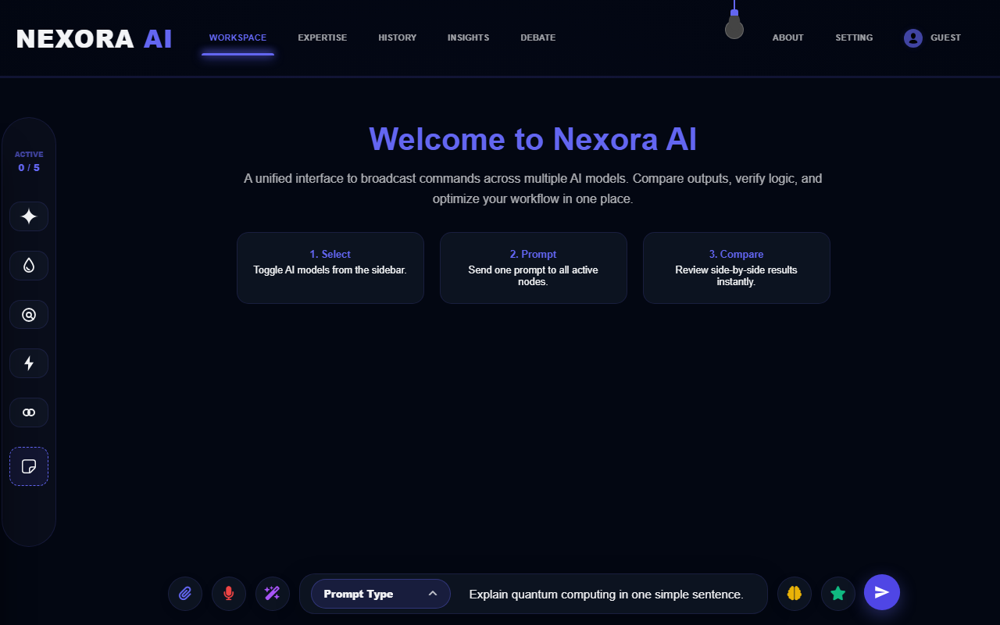 NEXORA AI
WORKSPACE
EXPERTISE
HISTORY
INSIGHTS
DEBATE
ABOUT
SETTING
GUEST
ACTIVE
0 / 5
Welcome to Nexora AI
A unified interface to broadcast commands across multiple AI models. Compare outputs, verify logic, and
optimize your workflow in one place.
1. Select
Toggle AI models from the sidebar.
2. Prompt
Send one prompt to all active
nodes.
3. Compare
Review side-by-side results
instantly.
Prompt Type
Explain quantum computing in one simple sentence.